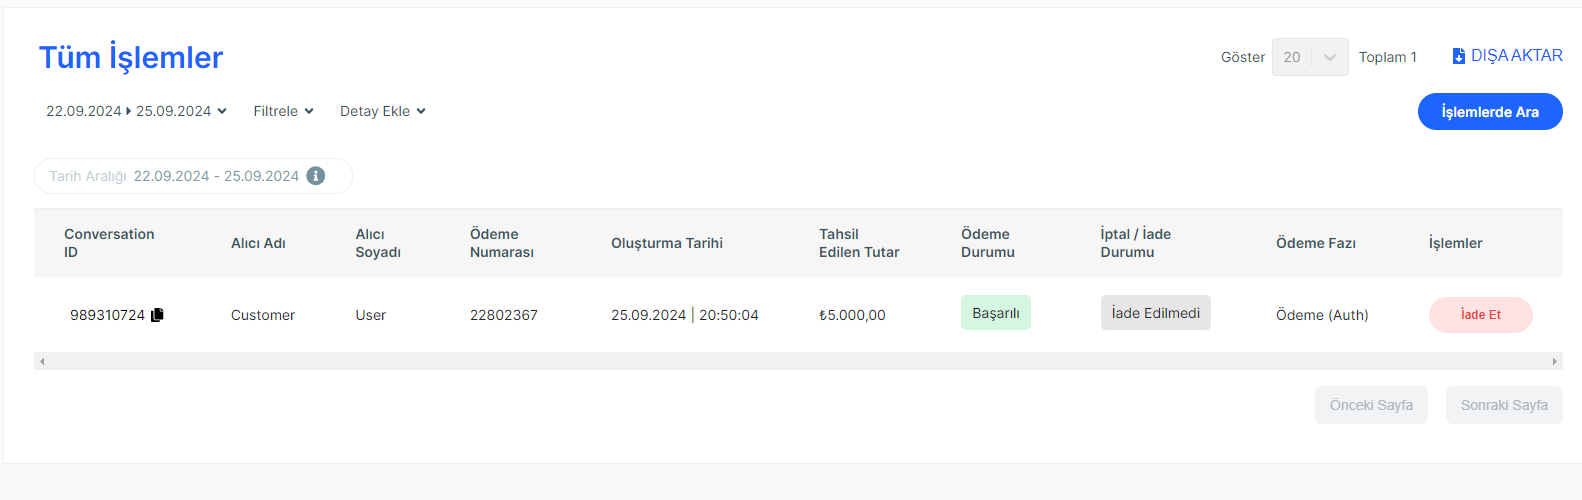 Tüm İşlemler
Göster 20 Toplam 1 DIŞA AKTAR
22.09.2024 25.09.2024 Filtrele Detay Ekle
İşlemlerde Ara
Tarih Aralığı 22.09.2024 - 25.09.2024
Conversation ID Alıcı Adı Alıcı Soyadı Ödeme Numarası Oluşturma Tarihi Tahsil Edilen Tutar Ödeme Durumu İptal / İade Durumu Ödeme Fazı İşlemler
989310724 Customer User 22802367 25.09.2024 | 20:50:04 ₺5.000,00 Başarılı İade Edilmedi Ödeme (Auth) İade Et
Önceki Sayfa Sonraki Sayfa